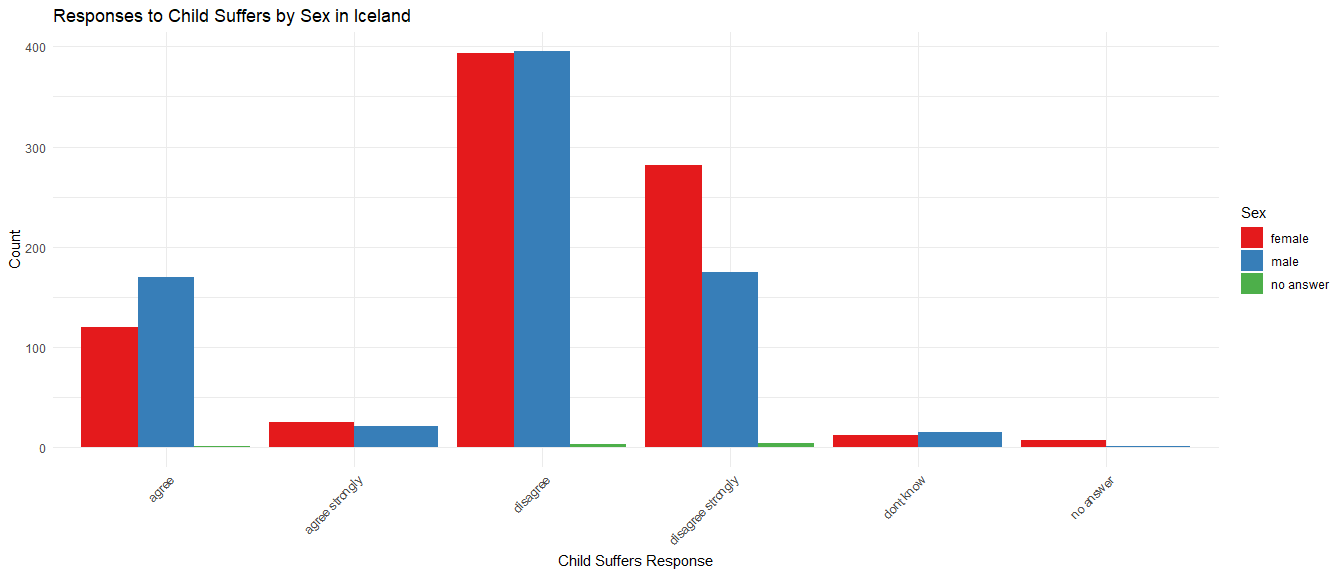 Responses to Child Suffers by Sex in Iceland
Count
400
300
200
100
0
agree
agree strongly
disagree
disagree strongly
dont know
no answer
Child Suffers Response
Sex
female
male
no answer